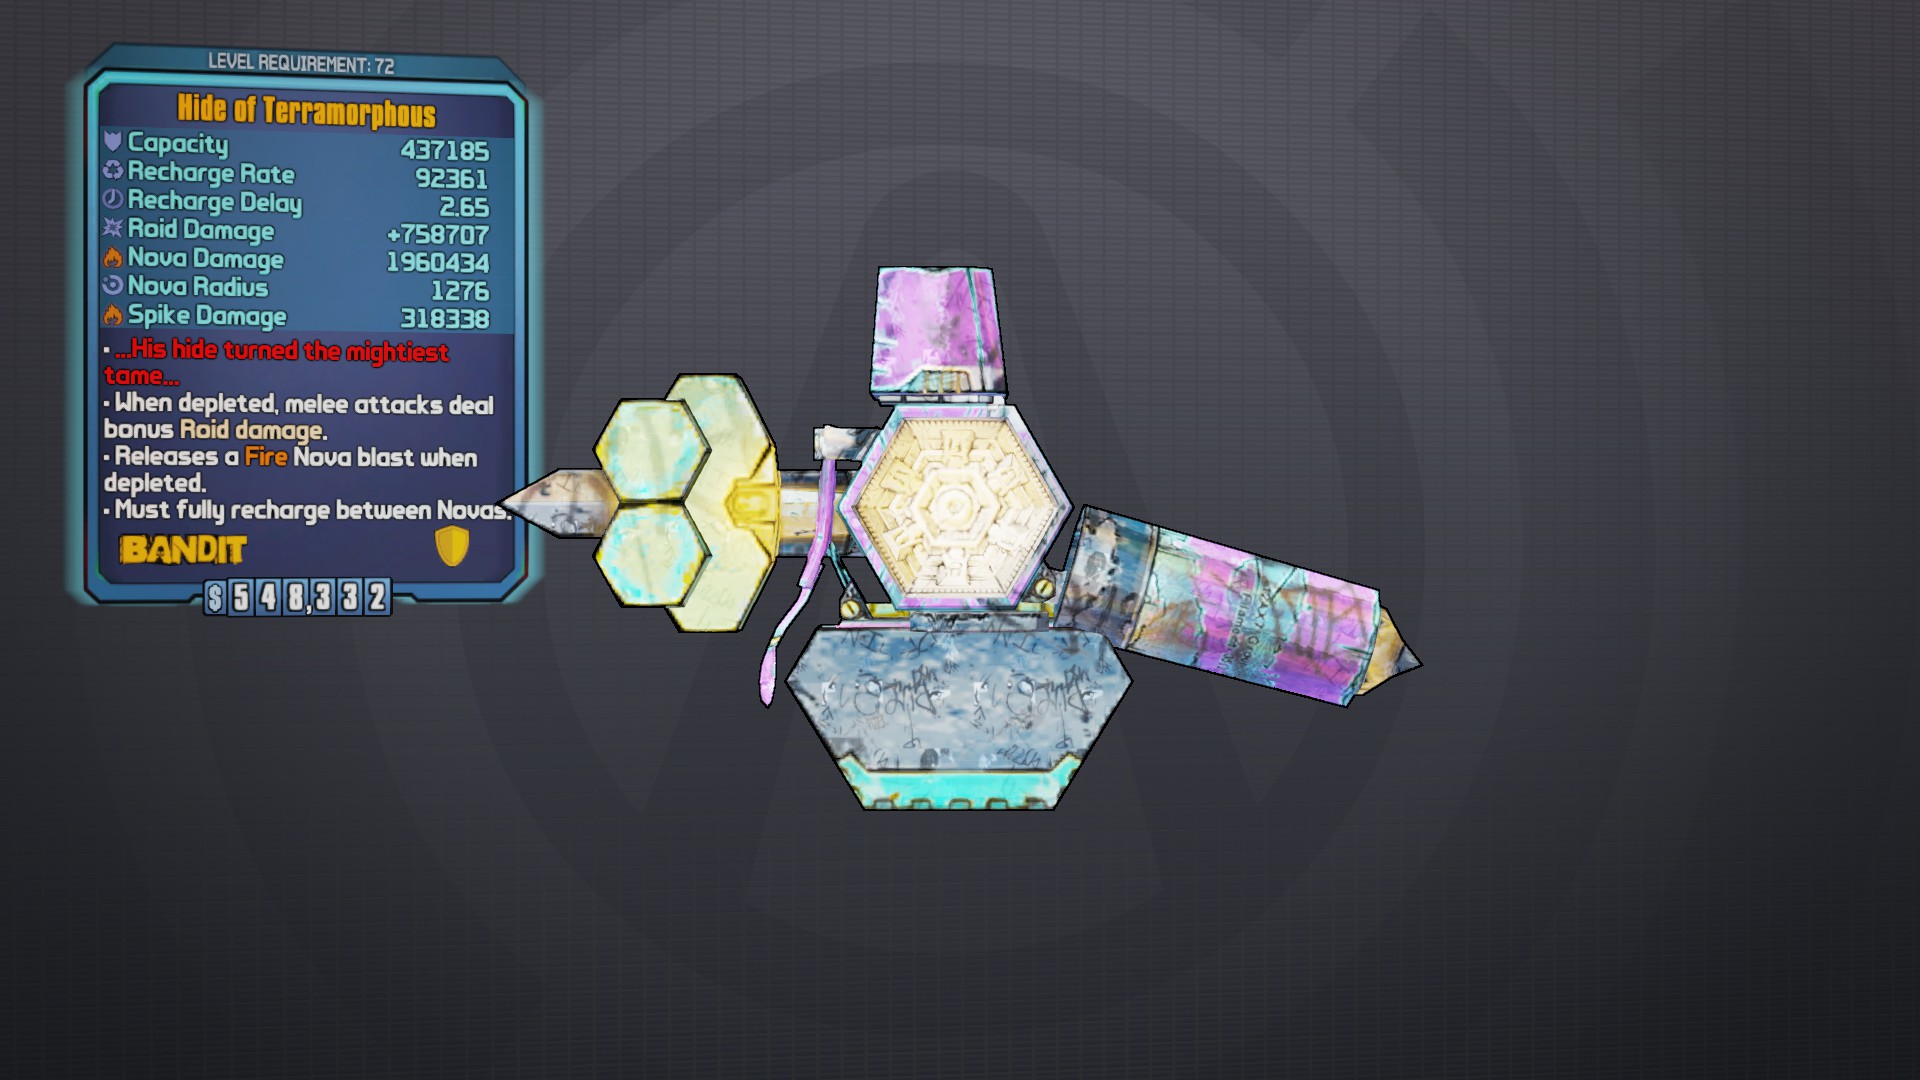 LEVEL REQUIREMENT: 72
Hide of Terramorphous
Capacity 437185
Recharge Rate 92361
Recharge Delay 2.65
Roid Damage +758707
Nova Damage 1960434
Nova Radius 1276
Spike Damage 318338
• ...His hide turned the mightiest
tame...
• When depleted, melee attacks deal
bonus Roid damage.
• Releases a Fire Nova blast when
depleted.
• Must fully recharge between Novas.
BANDIT
$548,332